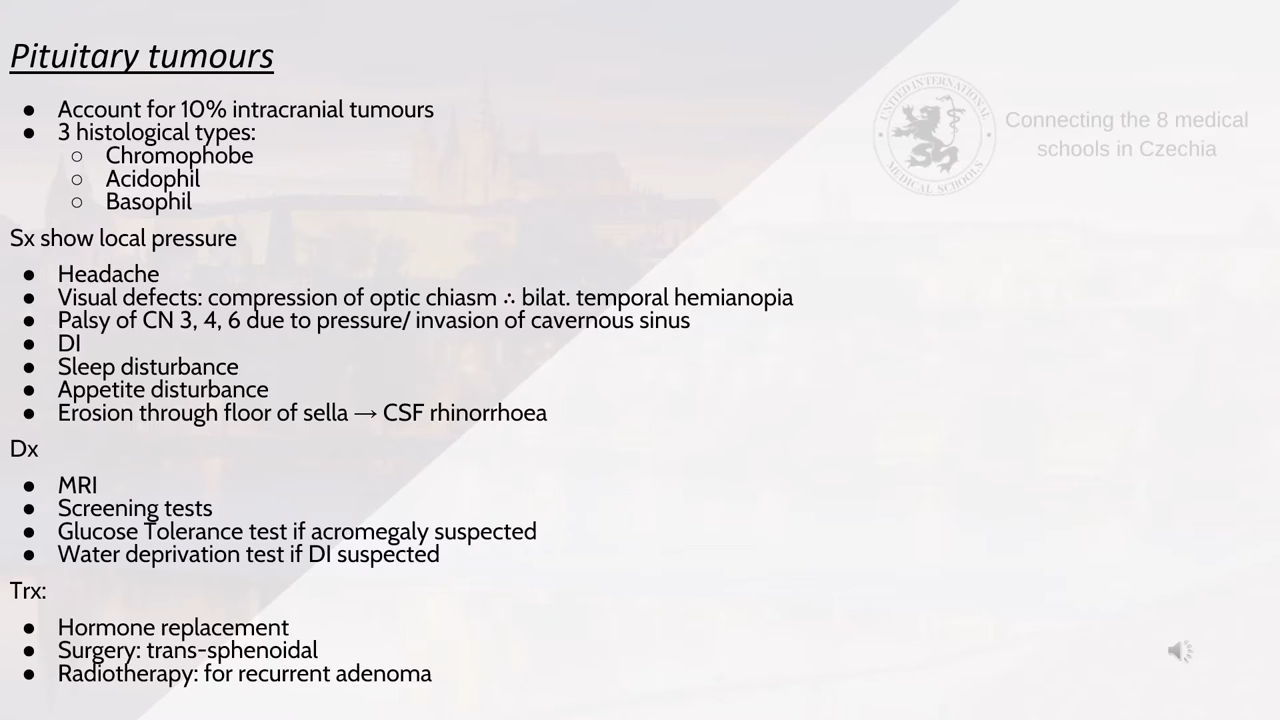 Pituitary tumours
● Account for 10% intracranial tumours
● 3 histological types:
○ Chromophobe
○ Acidophil
○ Basophil
Sx show local pressure
● Headache
● Visual defects: compression of optic chiasm ∴ bilat. temporal hemianopia
● Palsy of CN 3, 4, 6 due to pressure/ invasion of cavernous sinus
● DI
● Sleep disturbance
● Appetite disturbance
● Erosion through floor of sella → CSF rhinorrhoea
Dx
● MRI
● Screening tests
● Glucose Tolerance test if acromegaly suspected
● Water deprivation test if DI suspected
Trx:
● Hormone replacement
● Surgery: trans-sphenoidal
● Radiotherapy: for recurrent adenoma
UNITED INTERNATIONAL
MEDICAL SCHOOLS
Connecting the 8 medical
schools in Czechia